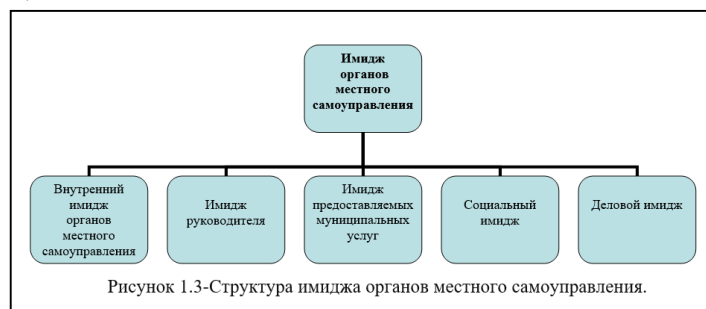 Имидж
органов
местного
самоуправления
Внутренний
имидж
органов
местного
самоуправления
Имидж
руководителя
Имидж
предоставляемых
муниципальных
услуг
Социальный
имидж
Деловой имидж
Рисунок 1.3-Структура имиджа органов местного самоуправления.